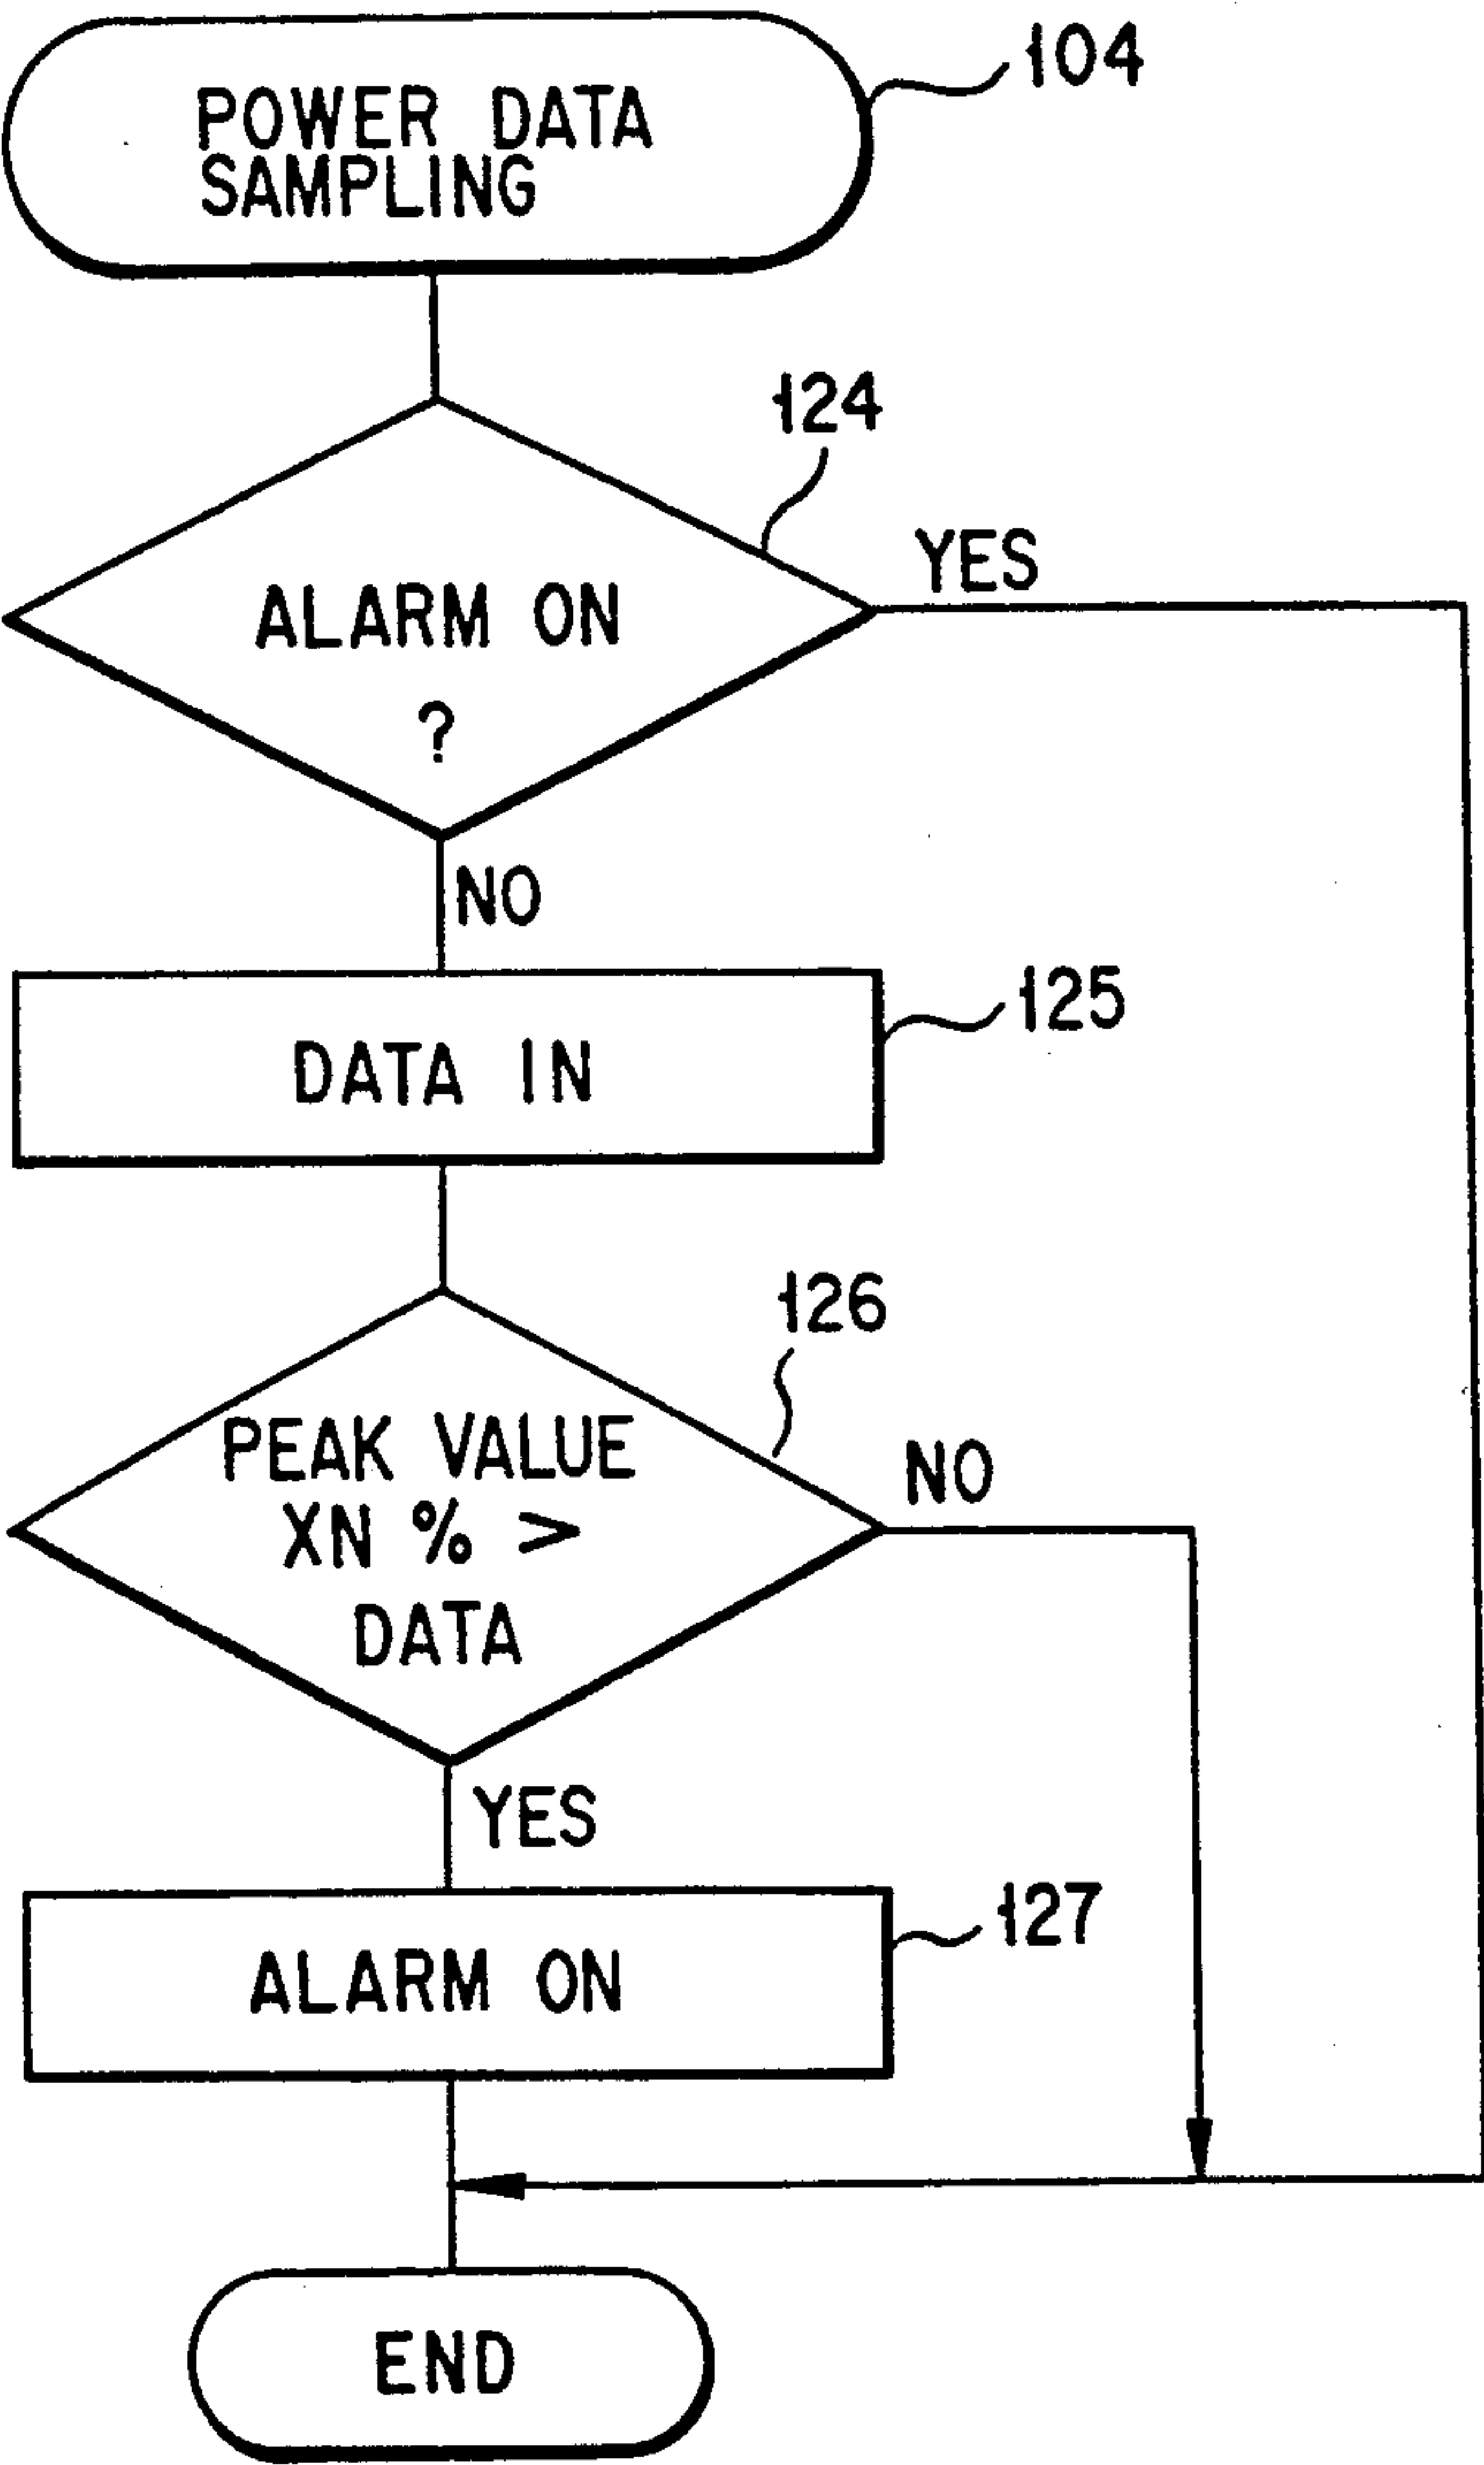 104
POWER DATA
SAMPLING
124
YES
ALARM ON
?
NO
125
DATA IN
126
NO
PEAK VALUE
XN % >
DATA
YES
127
ALARM ON
END